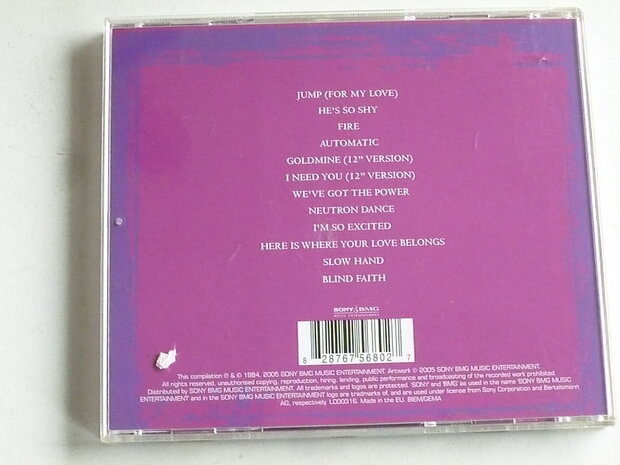 JUMP (FOR MY LOVE)
HE'S SO SHY
FIRE
AUTOMATIC
GOLDMINE (12" VERSION)
I NEED YOU (12" VERSION)
WE'VE GOT THE POWER
NEUTRON DANCE
I'M SO EXCITED
HERE IS WHERE YOUR LOVE BELONGS
SLOW HAND
BLIND FAITH
SONY BMG
MUSIC ENTERTAINMENT
8 28767 56802 7
This compilation ℗ & © 1984, 2005 SONY BMG MUSIC ENTERTAINMENT. Artwork © 2005 SONY BMG MUSIC ENTERTAINMENT.
All rights reserved, unauthorised copying, reproduction, hiring, lending, public performance and broadcasting of the recorded work prohibited.
Distributed by SONY BMG MUSIC ENTERTAINMENT. All trademarks and logos are protected. 'SONY' and 'BMG' as used in the name 'SONY BMG MUSIC
ENTERTAINMENT' and in the SONY BMG MUSIC ENTERTAINMENT logo are trademarks of, and are used under license from Sony Corporation and Bertelsmann
AG, respectively. LC00316. Made in the EU. BIEM/GEMA